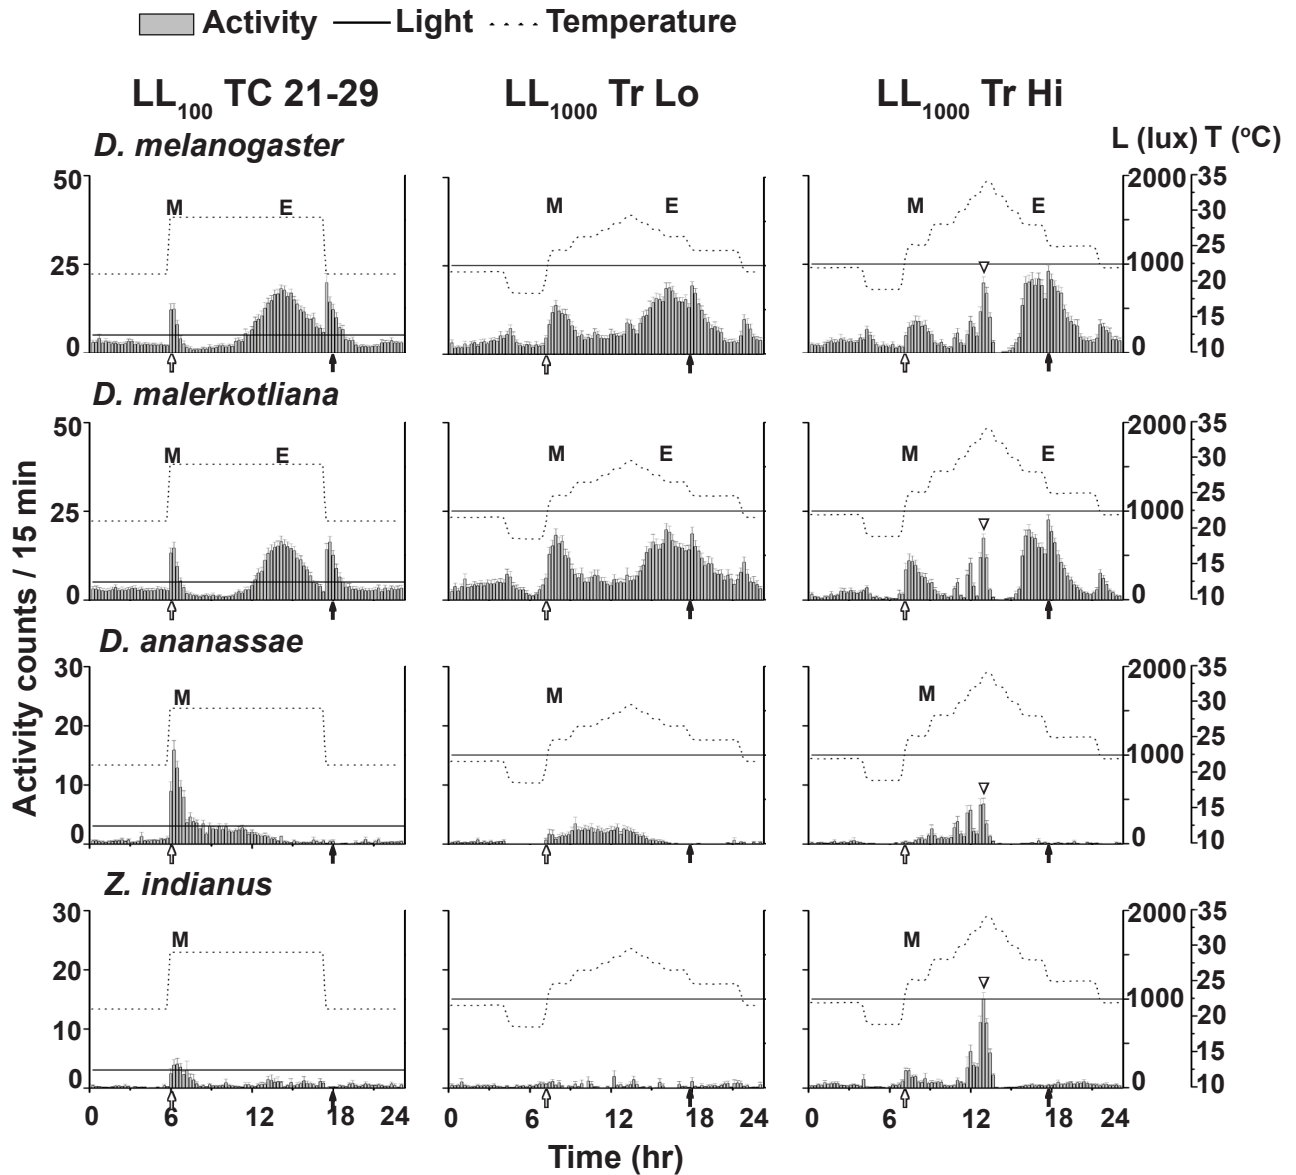 Activity Light Temperature
LL100 TC 21-29 LL1000 Tr Lo LL1000 Tr Hi
D. melanogaster L (lux) T (°C)
50 25 0 M E M E M E 2000 1000 0 35 30 25 20 15 10
D. malerkotliana
50 25 0 M E M E M E 2000 1000 0 35 30 25 20 15 10
D. ananassae
30 20 10 0 M M M 2000 1000 0 35 30 25 20 15 10
Z. indianus
30 20 10 0 M M 2000 1000 0 35 30 25 20 15 10
0 6 12 18 24 0 6 12 18 24 0 6 12 18 24
Activity counts / 15 min
Time (hr)